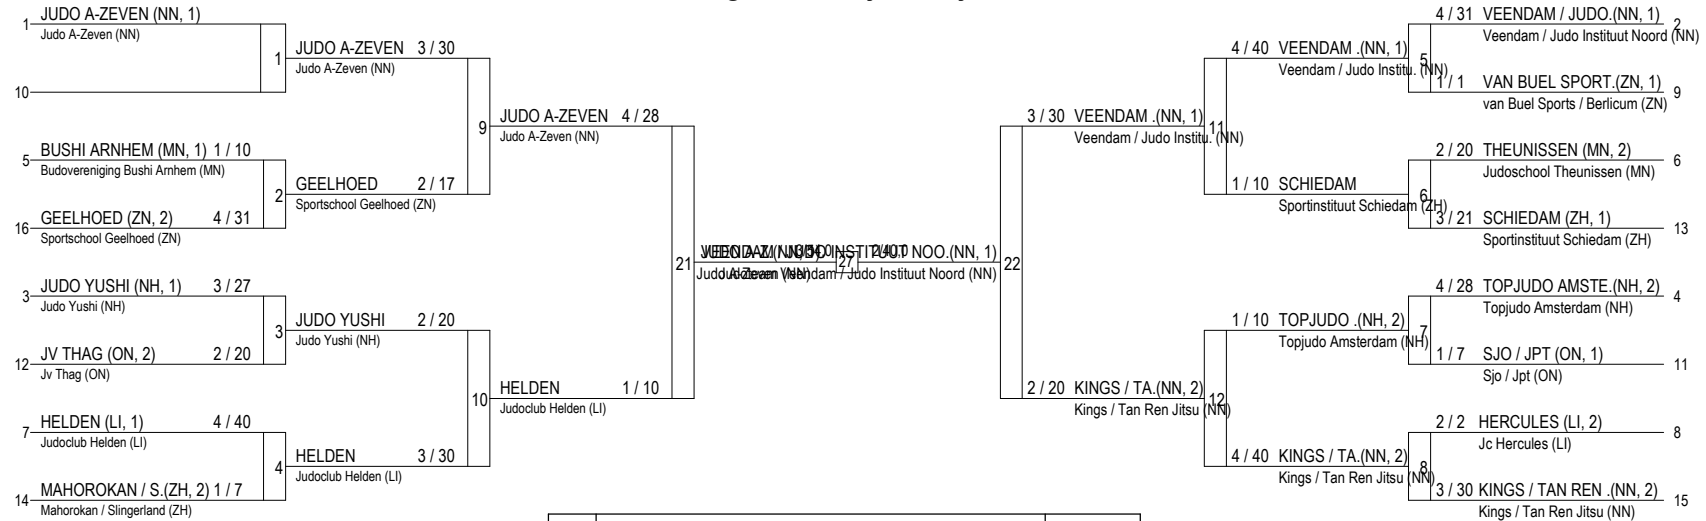 1 JUDO A-ZEVEN (NN, 1)
Judo A-Zeven (NN)
10
1 JUDO A-ZEVEN 3 / 30
Judo A-Zeven (NN)
5 BUSHI ARNHEM (MN, 1) 1 / 10
Budovereniging Bushi Arnhem (MN)
16 GEELHOED (ZN, 2) 4 / 31
Sportschool Geelhoed (ZN)
2 GEELHOED 2 / 17
Sportschool Geelhoed (ZN)
9 JUDO A-ZEVEN 4 / 28
Judo A-Zeven (NN)
3 JUDO YUSHI (NH, 1) 3 / 27
Judo Yushi (NH)
12 JV THAG (ON, 2) 2 / 20
Jv Thag (ON)
3 JUDO YUSHI 2 / 20
Judo Yushi (NH)
7 HELDEN (LI, 1) 4 / 40
Judoclub Helden (LI)
14 MAHOROKAN / S.(ZH, 2) 1 / 7
Mahorokan / Slingerland (ZH)
4 HELDEN 3 / 30
Judoclub Helden (LI)
10 HELDEN 1 / 10
Judoclub Helden (LI)
21
27
INSTITUUT NOO.(NN, 1)
Veendam / Judo Instituut Noord (NN)
22
3 / 30 VEENDAM .(NN, 1)
Veendam / Judo Institu. (NN)
11
4 / 40 VEENDAM .(NN, 1)
Veendam / Judo Institu. (NN)
5
4 / 31 VEENDAM / JUDO.(NN, 1) 2
Veendam / Judo Instituut Noord (NN)
1 / 1 VAN BUEL SPORT.(ZN, 1) 9
van Buel Sports / Berlicum (ZN)
1 / 10 SCHIEDAM
Sportinstituut Schiedam (ZH)
6
2 / 20 THEUNISSEN (MN, 2) 6
Judoschool Theunissen (MN)
3 / 21 SCHIEDAM (ZH, 1) 13
Sportinstituut Schiedam (ZH)
2 / 20 KINGS / TA.(NN, 2)
Kings / Tan Ren Jitsu (NN)
12
1 / 10 TOPJUDO .(NH, 2)
Topjudo Amsterdam (NH)
7
4 / 28 TOPJUDO AMSTE.(NH, 2) 4
Topjudo Amsterdam (NH)
1 / 7 SJO / JPT (ON, 1) 11
Sjo / Jpt (ON)
4 / 40 KINGS / TA.(NN, 2)
Kings / Tan Ren Jitsu (NN)
8
2 / 2 HERCULES (LI, 2) 8
Jc Hercules (LI)
3 / 30 KINGS / TAN REN .(NN, 2) 15
Kings / Tan Ren Jitsu (NN)